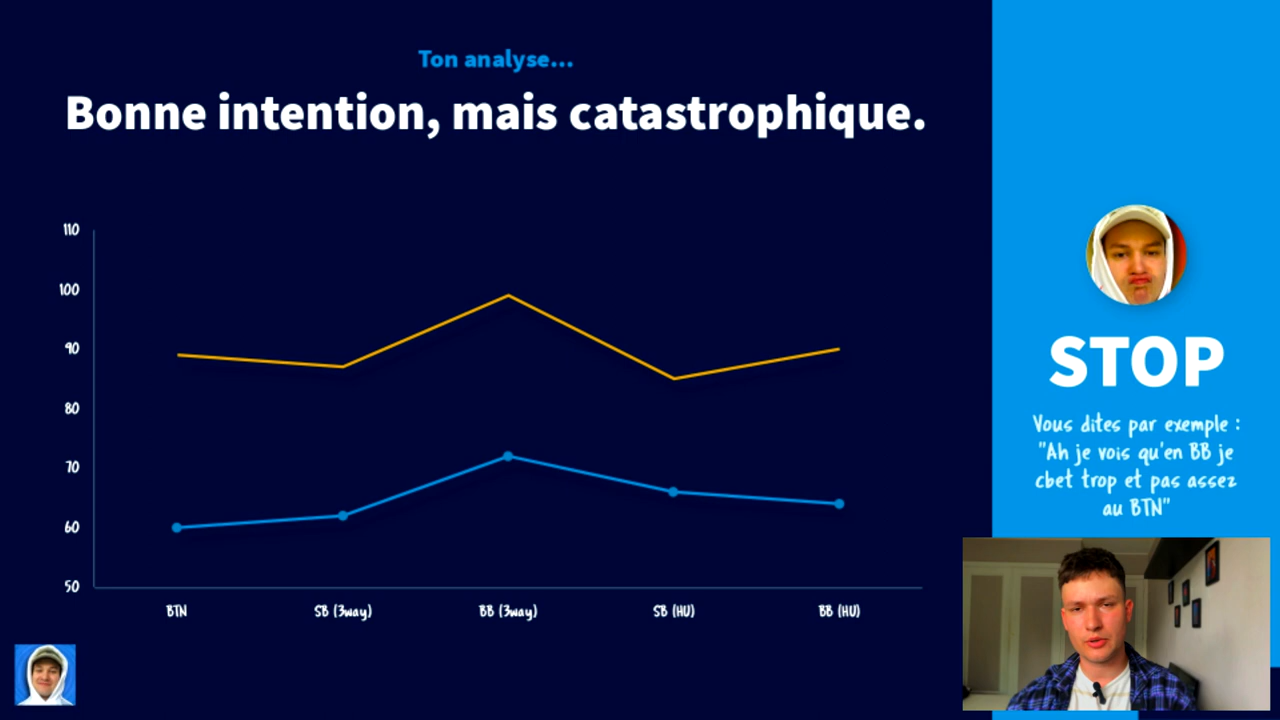 Ton analyse...
Bonne intention, mais catastrophique.
110
100
90
80
70
60
50
BTN
SB (3way)
BB (3way)
SB (HU)
BB (HU)
STOP
Vous dites par exemple :
"Ah je vois qu'en BB je
cbet trop et pas assez
au BTN"